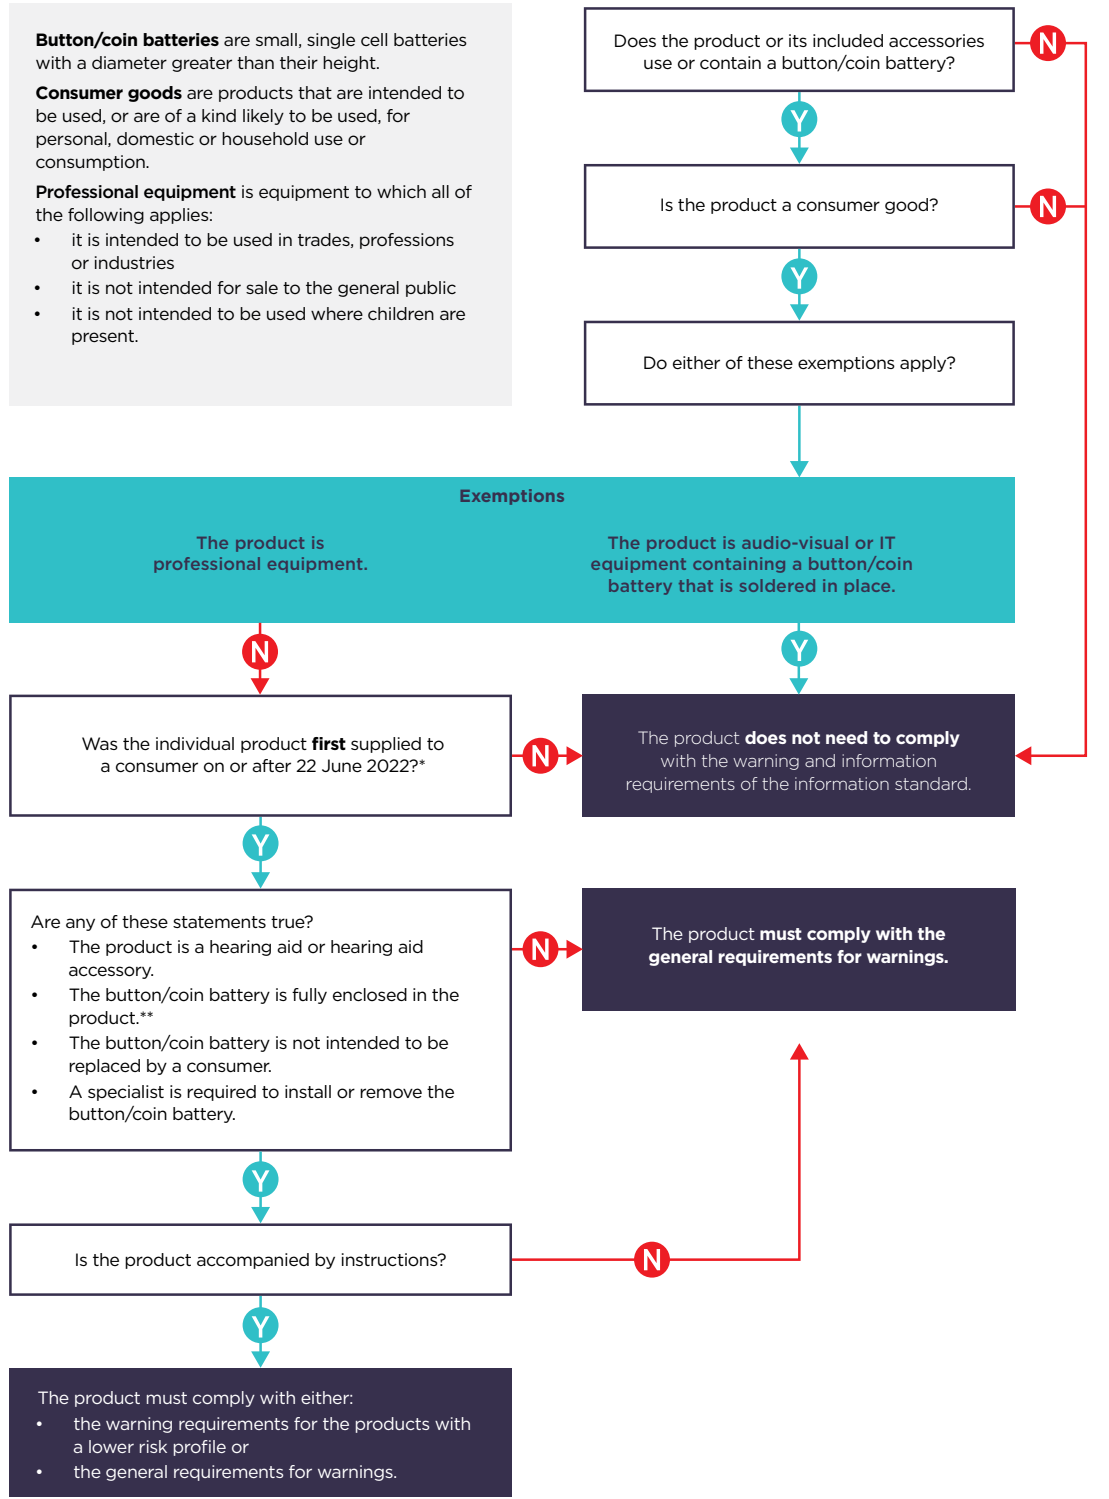 Button/coin batteries are small, single cell batteries
with a diameter greater than their height.
Consumer goods are products that are intended to
be used, or are of a kind likely to be used, for
personal, domestic or household use or
consumption.
Professional equipment is equipment to which all of
the following applies:
• it is intended to be used in trades, professions
or industries
• it is not intended for sale to the general public
• it is not intended to be used where children are
present.
Does the product or its included accessories
use or contain a button/coin battery?
N
Y
Is the product a consumer good?
N
Y
Do either of these exemptions apply?
Exemptions
The product is
professional equipment.
The product is audio-visual or IT
equipment containing a button/coin
battery that is soldered in place.
N
Y
Was the individual product first supplied to
a consumer on or after 22 June 2022?*
N
The product does not need to comply
with the warning and information
requirements of the information standard.
Y
Are any of these statements true?
• The product is a hearing aid or hearing aid
accessory.
• The button/coin battery is fully enclosed in the
product.**
• The button/coin battery is not intended to be
replaced by a consumer.
• A specialist is required to install or remove the
button/coin battery.
N
The product must comply with the
general requirements for warnings.
Y
Is the product accompanied by instructions?
N
Y
The product must comply with either:
• the warning requirements for the products with
a lower risk profile or
• the general requirements for warnings.